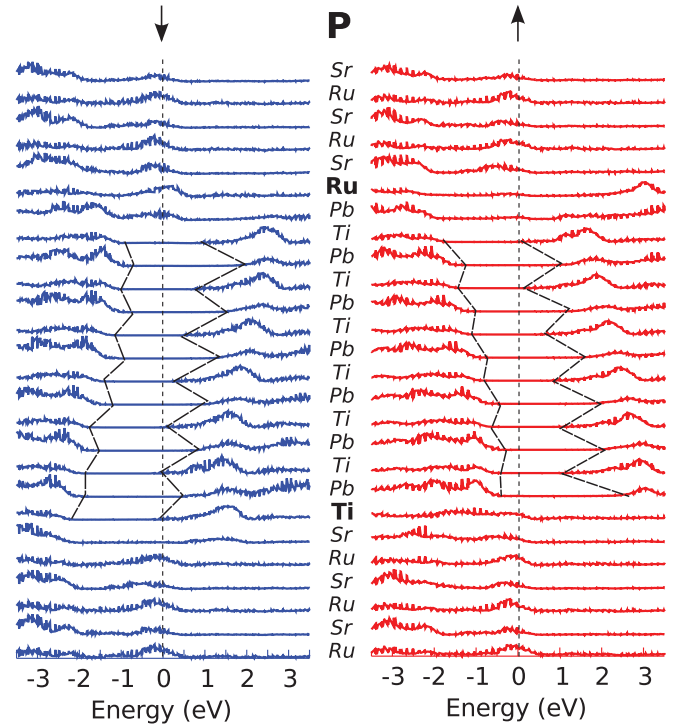 P
Sr
Ru
Sr
Ru
Sr
Ru
Pb
Ti
Pb
Ti
Pb
Ti
Pb
Ti
Pb
Ti
Pb
Ti
Pb
Ti
Sr
Ru
Sr
Ru
Sr
Ru
-3 -2 -1 0 1 2 3 -3 -2 -1 0 1 2 3
Energy (eV) Energy (eV)